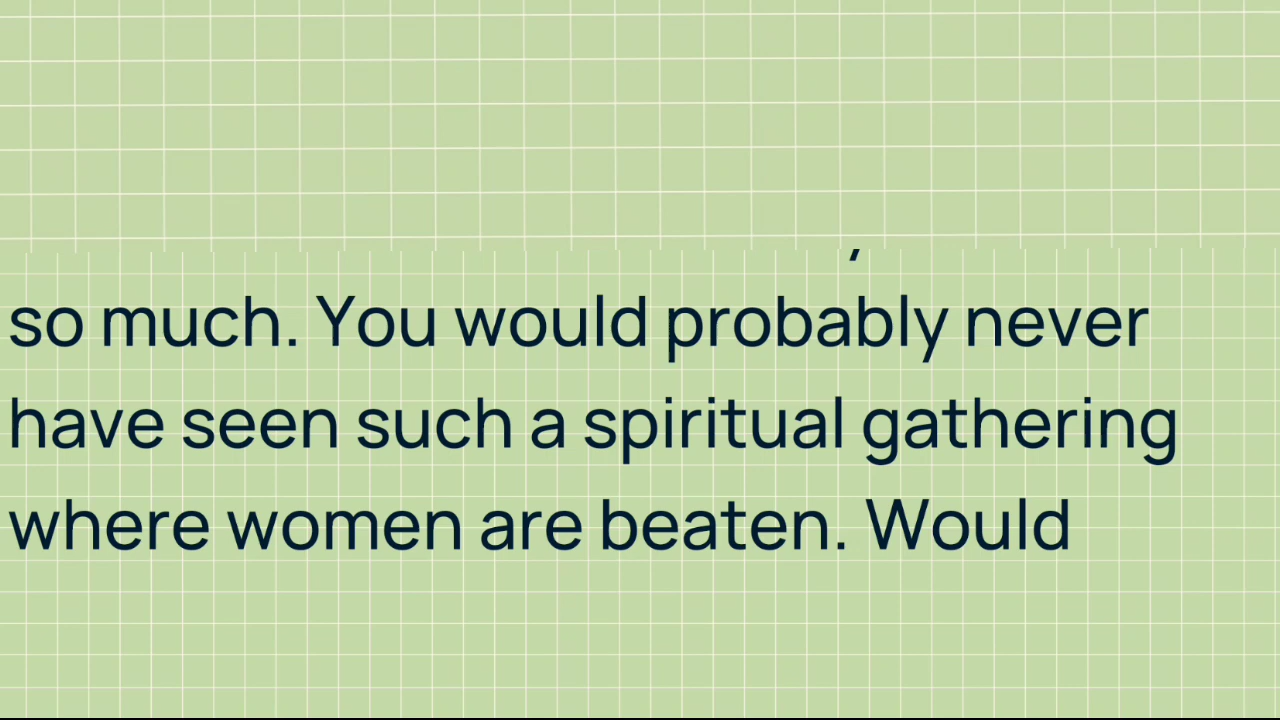 so much. You would probably never
have seen such a spiritual gathering
where women are beaten. Would